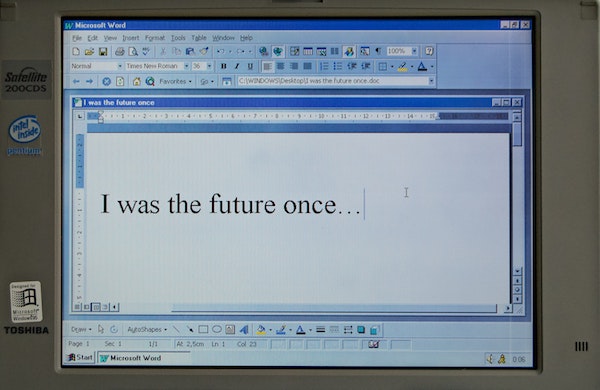 Microsoft Word
File Edit View Insert Format Tools Table Window Help
100%
Satellite
200CDS
Normal Times New Roman 36 B I U
Favorites
C:\WINDOWS\Desktop\I was the future once.doc
I was the future once
intel
inside
pentium
I was the future once...
Designed for
Microsoft
Windows 95
TOSHIBA
Draw AutoShapes
Page 1 Sec 1 1/1 At 2,5cm Ln 1 Col 23
Start Microsoft Word 0:06